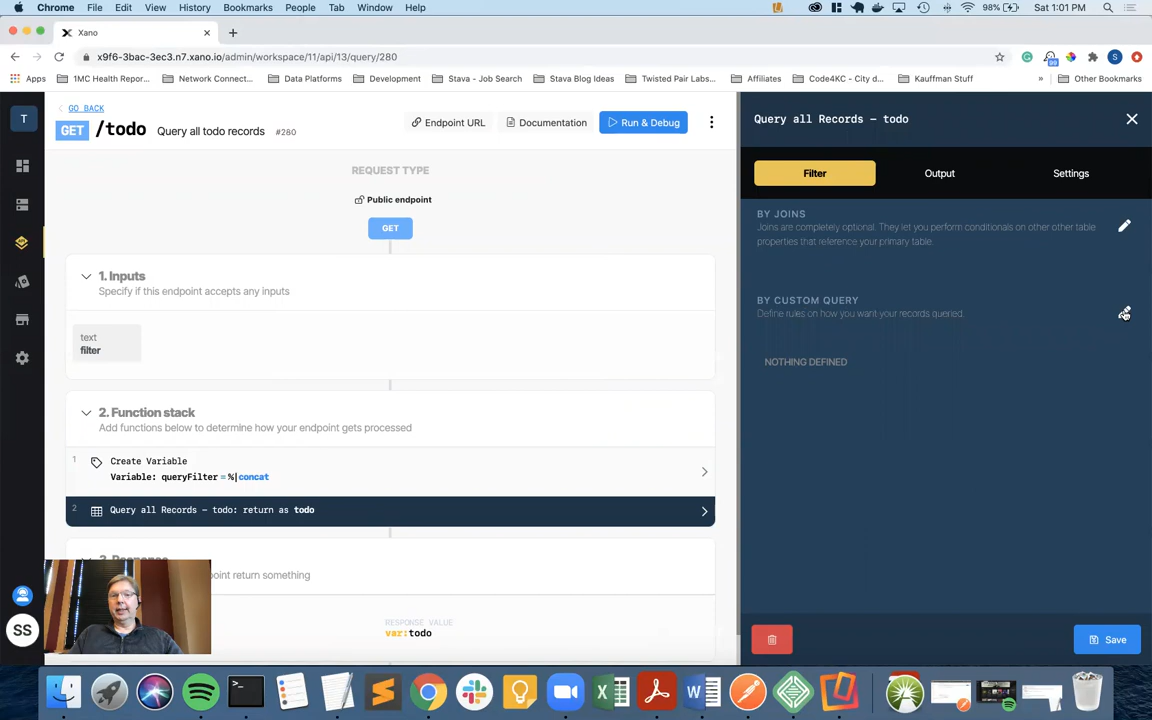 Chrome File Edit View History Bookmarks People Tab Window Help 98% Sat 1:01 PM
Xano
x9f6-3bac-3ec3.n7.xano.io/admin/workspace/11/api/13/query/280
Apps 1MC Health Repor... Network Connect... Data Platforms Development Stava - Job Search Stava Blog Ideas Twisted Pair Labs... Affiliates Code4KC - City d... Kauffman Stuff » Other Bookmarks
T
GO BACK
GET /todo Query all todo records #280
Endpoint URL Documentation Run & Debug
REQUEST TYPE
Public endpoint
GET
1. Inputs
Specify if this endpoint accepts any inputs
text
filter
2. Function stack
Add functions below to determine how your endpoint gets processed
1 Create Variable
Variable: queryFilter = %|concat
2 Query all Records – todo: return as todo
3. Response
point return something
RESPONSE VALUE
var:todo
SS
Query all Records – todo
Filter Output Settings
BY JOINS
Joins are completely optional. They let you perform conditionals on other other table
properties that reference your primary table.
BY CUSTOM QUERY
Define rules on how you want your records queried.
NOTHING DEFINED
Save